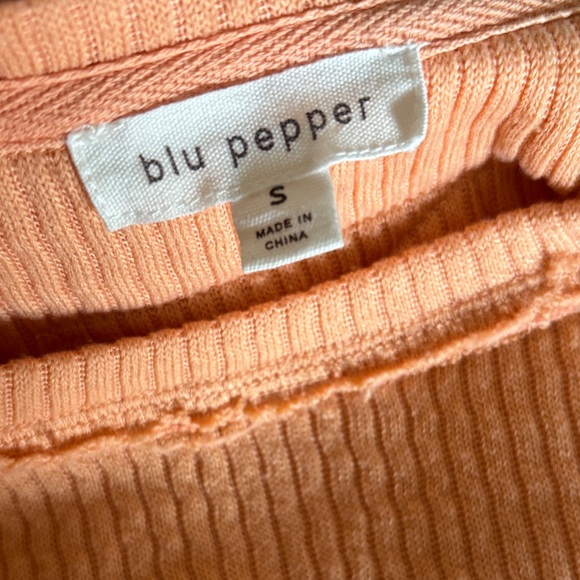 blu pepper
S
MADE IN
CHINA